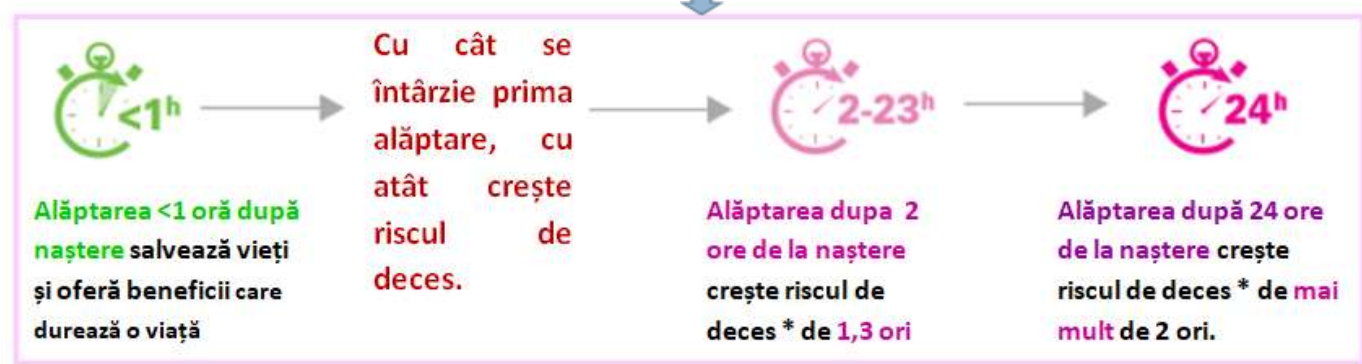 <1h
Alăptarea <1 oră după
naștere salvează vieți
și oferă beneficii care
durează o viață
Cu cât se
întârzie prima
alăptare, cu
atât crește
riscul de
deces.
2-23h
Alăptarea dupa 2
ore de la naștere
crește riscul de
deces * de 1,3 ori
24h
Alăptarea după 24 ore
de la naștere crește
riscul de deces * de mai
mult de 2 ori.